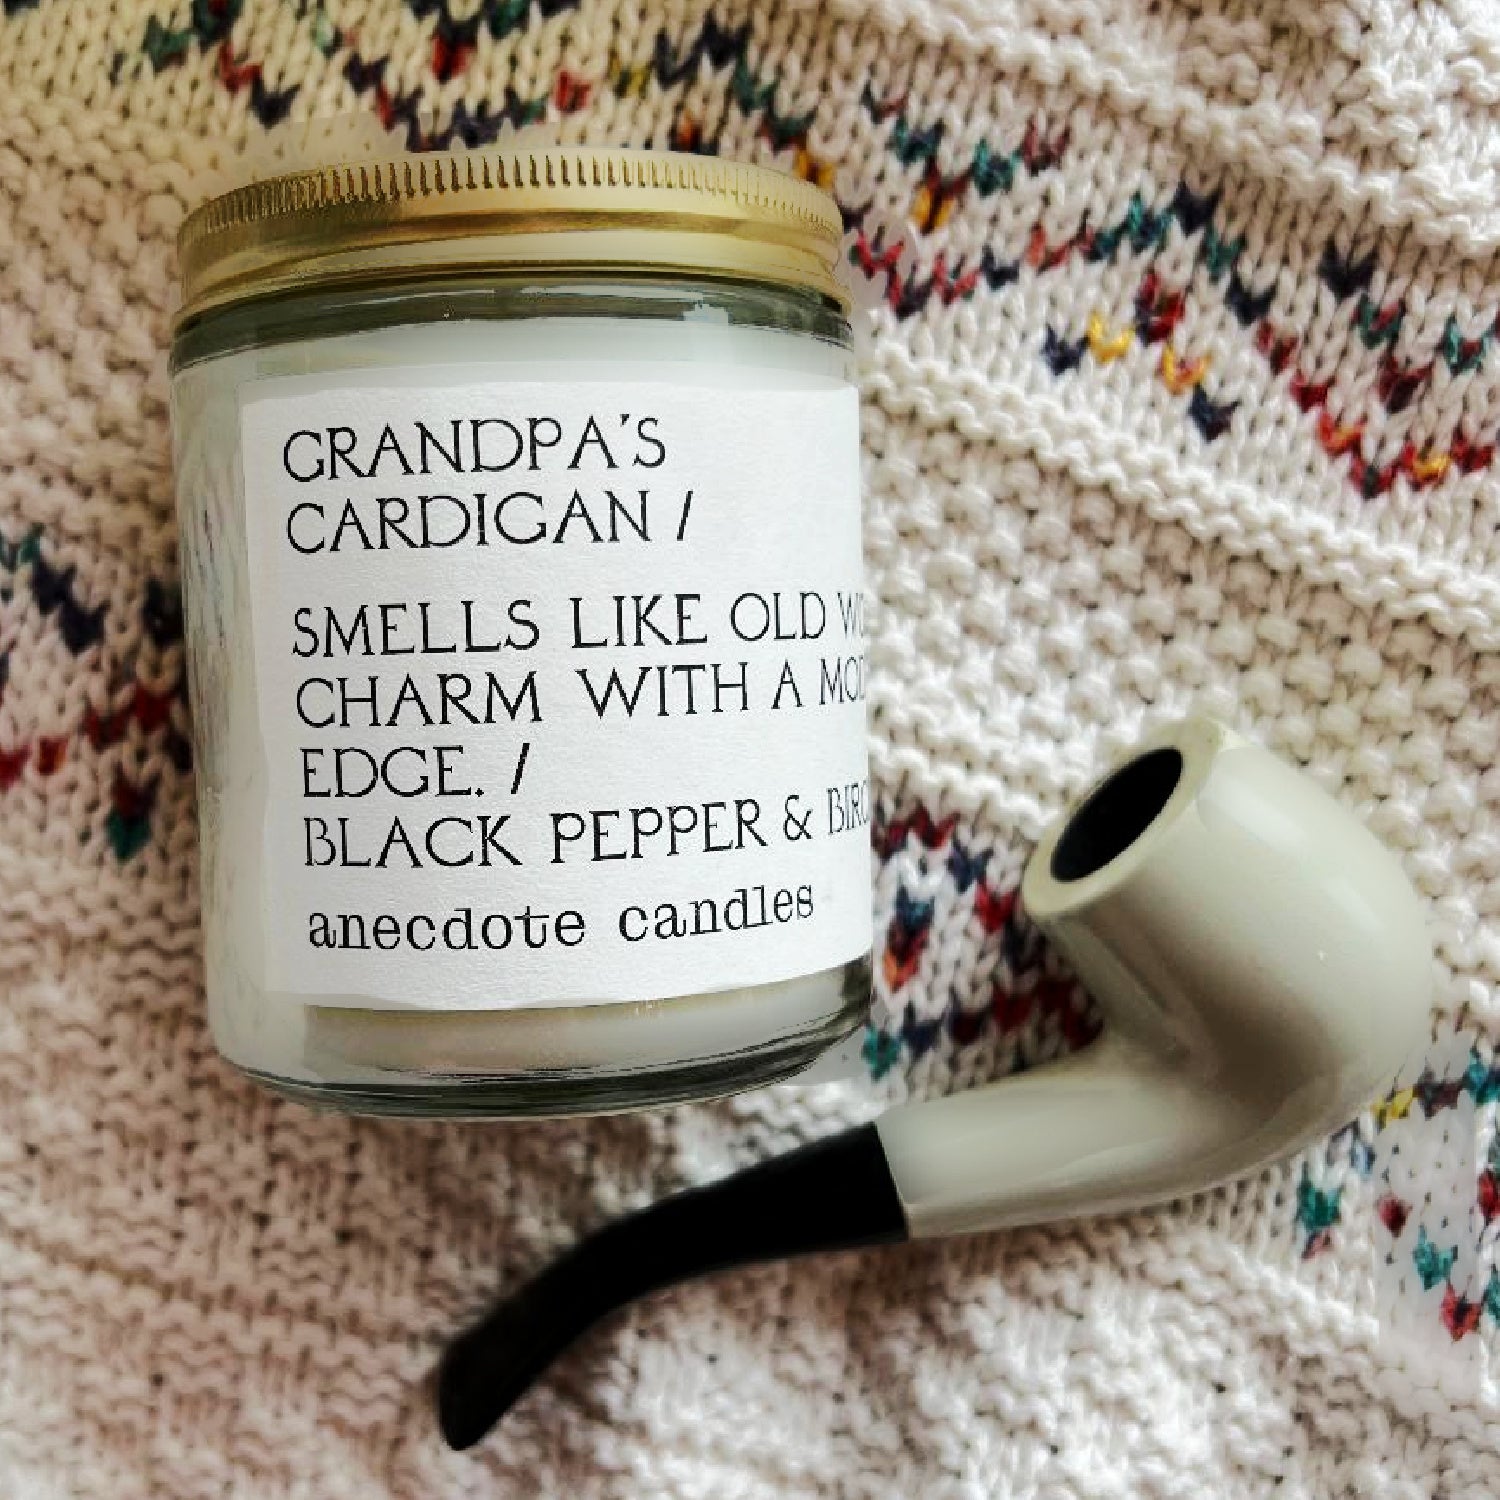 GRANDPA'S
CARDIGAN /
SMELLS LIKE OLD
CHARM WITH A
EDGE. /
BLACK PEPPER &
anecdote candles